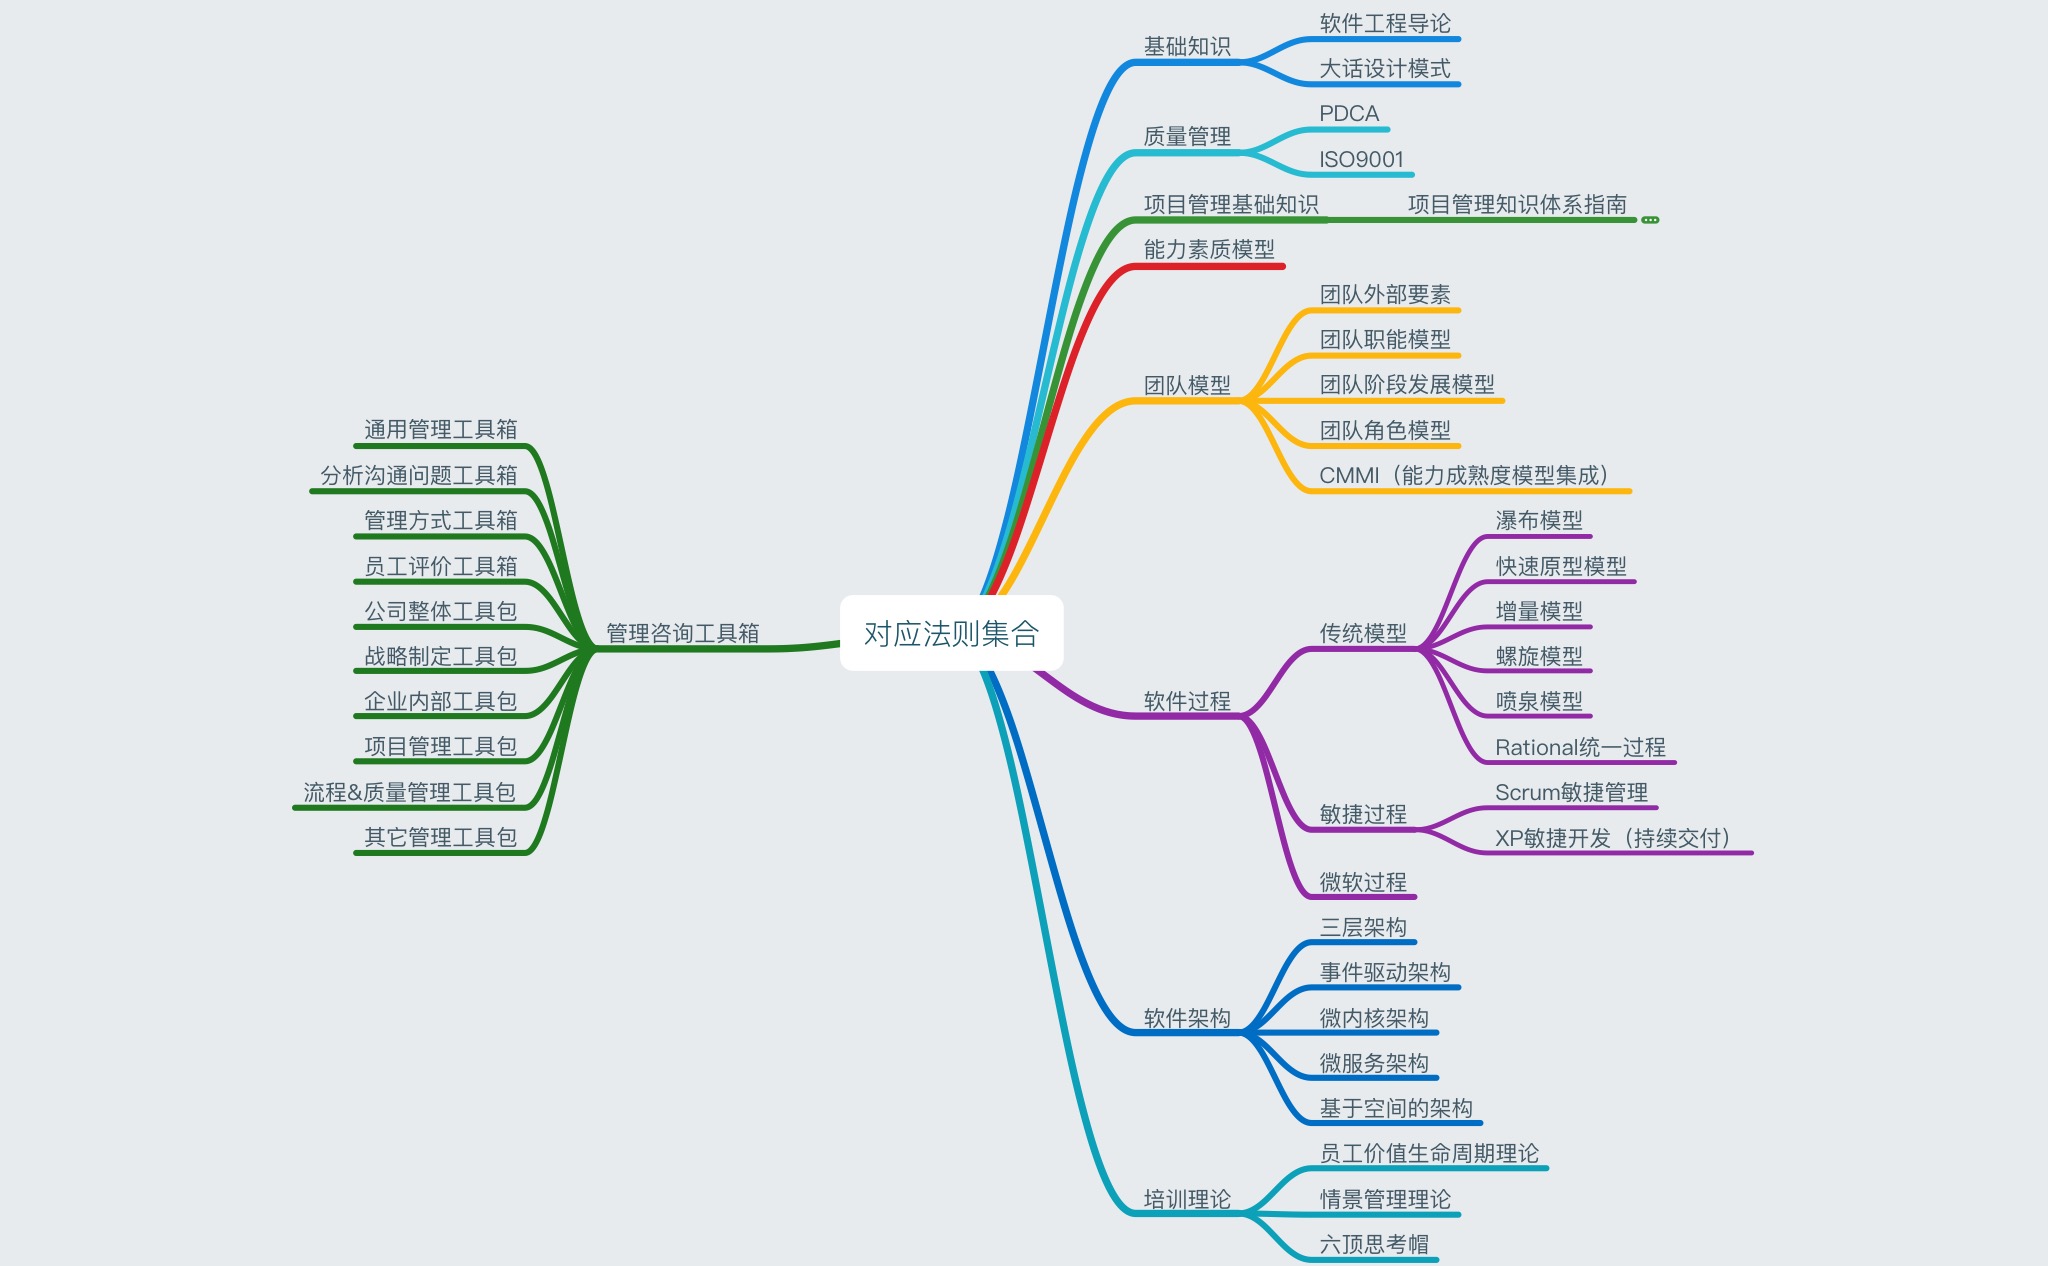 对应法则集合
基础知识
软件工程导论
大话设计模式
质量管理
PDCA
ISO9001
项目管理基础知识
项目管理知识体系指南
能力素质模型
团队模型
团队外部要素
团队职能模型
团队阶段发展模型
团队角色模型
CMMI（能力成熟度模型集成）
软件过程
传统模型
瀑布模型
快速原型模型
增量模型
螺旋模型
喷泉模型
Rational统一过程
敏捷过程
Scrum敏捷管理
XP敏捷开发（持续交付）
微软过程
软件架构
三层架构
事件驱动架构
微内核架构
微服务架构
基于空间的架构
培训理论
员工价值生命周期理论
情景管理理论
六顶思考帽
管理咨询工具箱
通用管理工具箱
分析沟通问题工具箱
管理方式工具箱
员工评价工具箱
公司整体工具包
战略制定工具包
企业内部工具包
项目管理工具包
流程&质量管理工具包
其它管理工具包